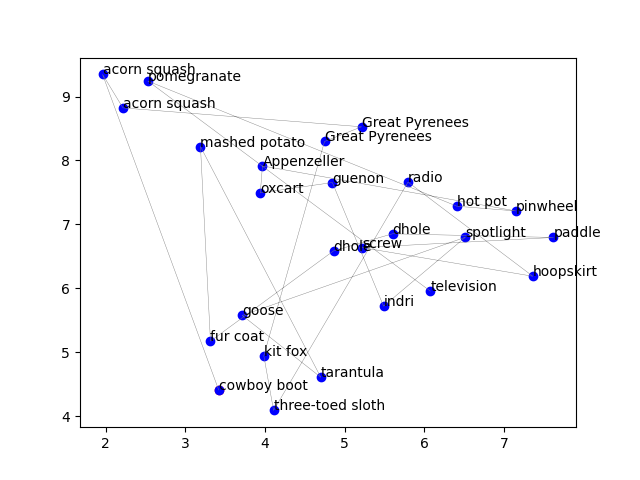 acorn squash
pomegranate
acorn squash
Great Pyrenees
Great Pyrenees
mashed potato
Appenzeller
guenon
radio
oxcart
hot pot
pinwheel
dhole
spotlight
paddle
dhole
screw
hoopskirt
television
indri
goose
fur coat
kit fox
tarantula
cowboy boot
three-toed sloth
9
8
7
6
5
4
2 3 4 5 6 7